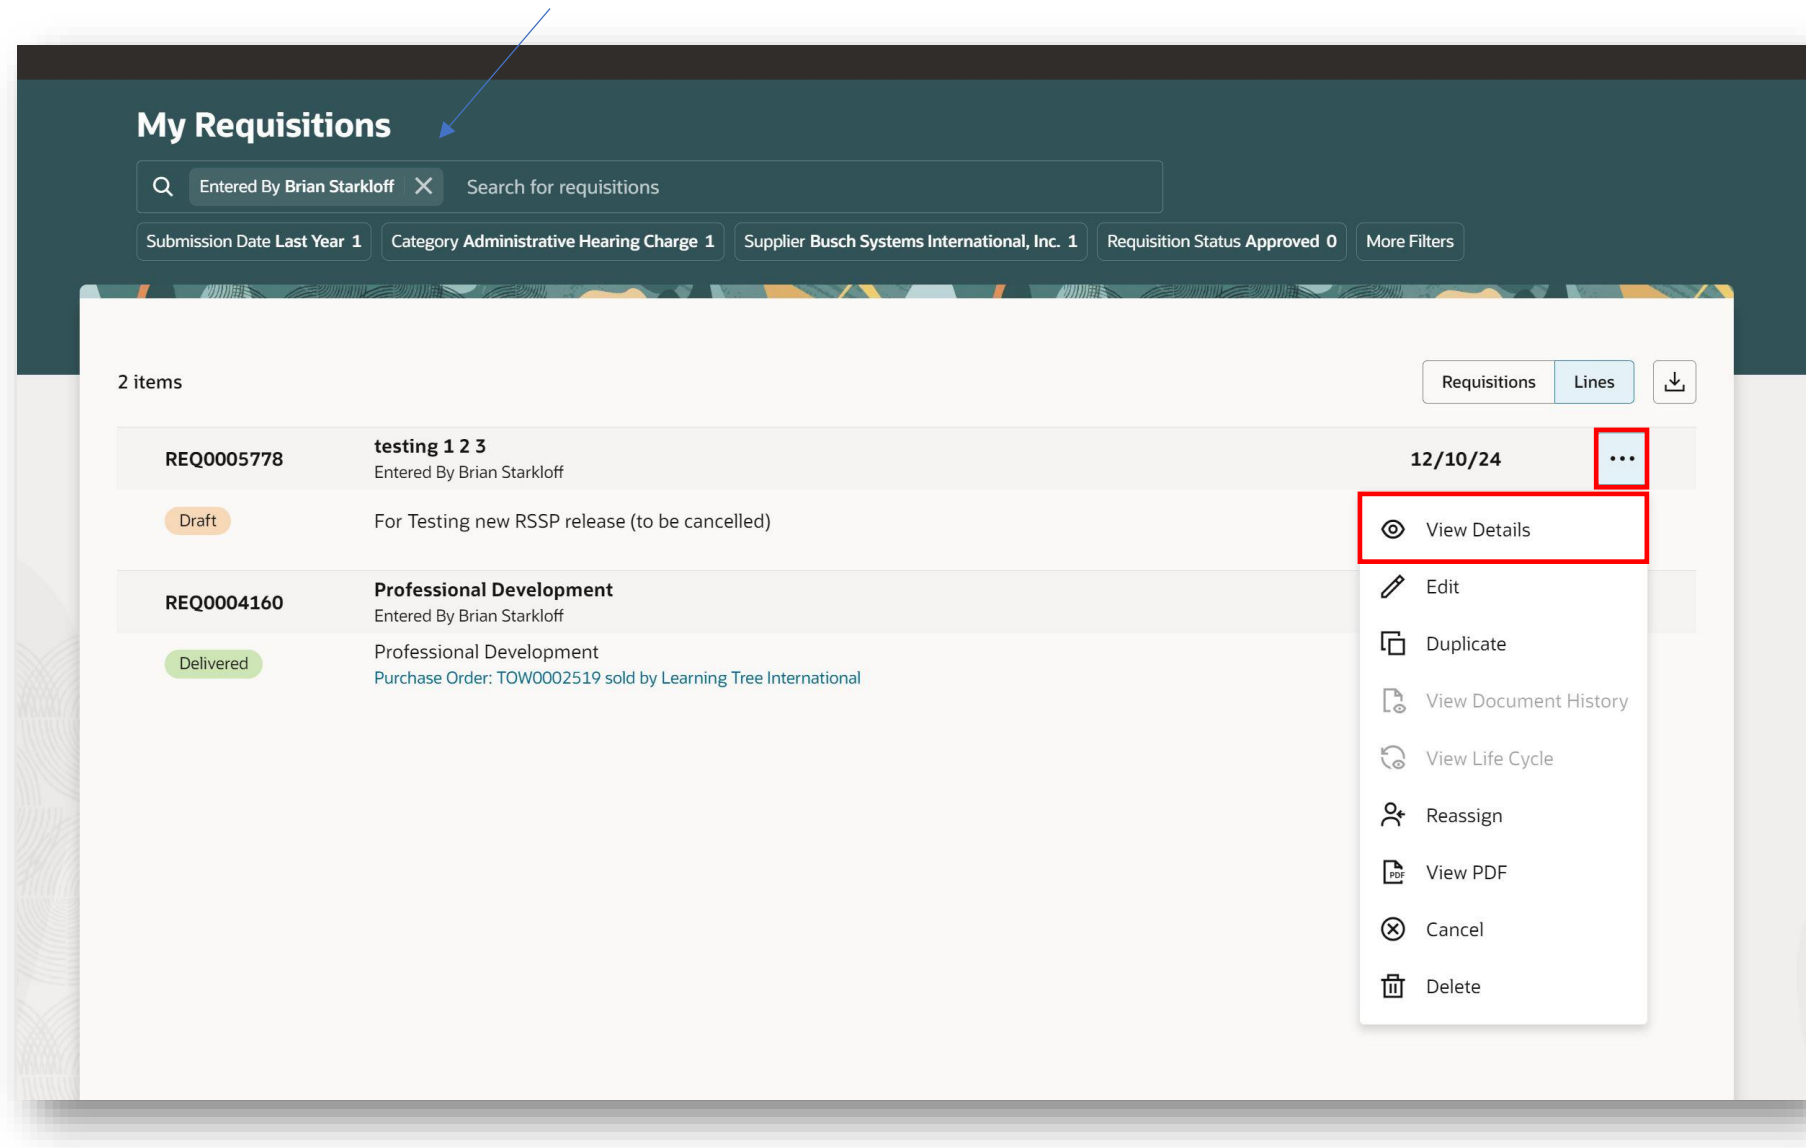 My Requisitions
Entered By Brian Starkloff Search for requisitions
Submission Date Last Year 1 Category Administrative Hearing Charge 1 Supplier Busch Systems International, Inc. 1 Requisition Status Approved 0 More Filters
2 items Requisitions Lines
REQ0005778 testing 1 2 3 12/10/24
Entered By Brian Starkloff
Draft For Testing new RSSP release (to be cancelled)
REQ0004160 Professional Development
Entered By Brian Starkloff
Delivered Professional Development
Purchase Order: TOW0002519 sold by Learning Tree International
View Details
Edit
Duplicate
View Document History
View Life Cycle
Reassign
PDF View PDF
Cancel
Delete